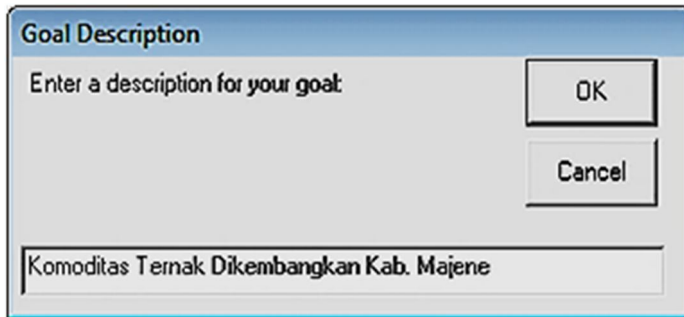 Goal Description
Enter a description for your goal:
OK
Cancel
Komoditas Ternak Dikembangkan Kab. Majene